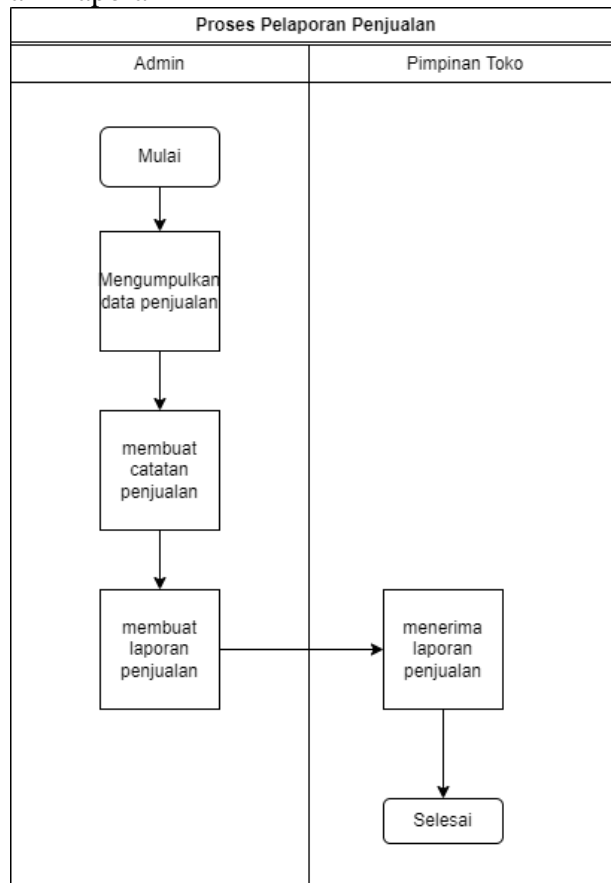 Proses Pelaporan Penjualan
Admin
Pimpinan Toko
Mulai
Mengumpulkan
data penjualan
membuat
catatan
penjualan
membuat
laporan
penjualan
menerima
laporan
penjualan
Selesai